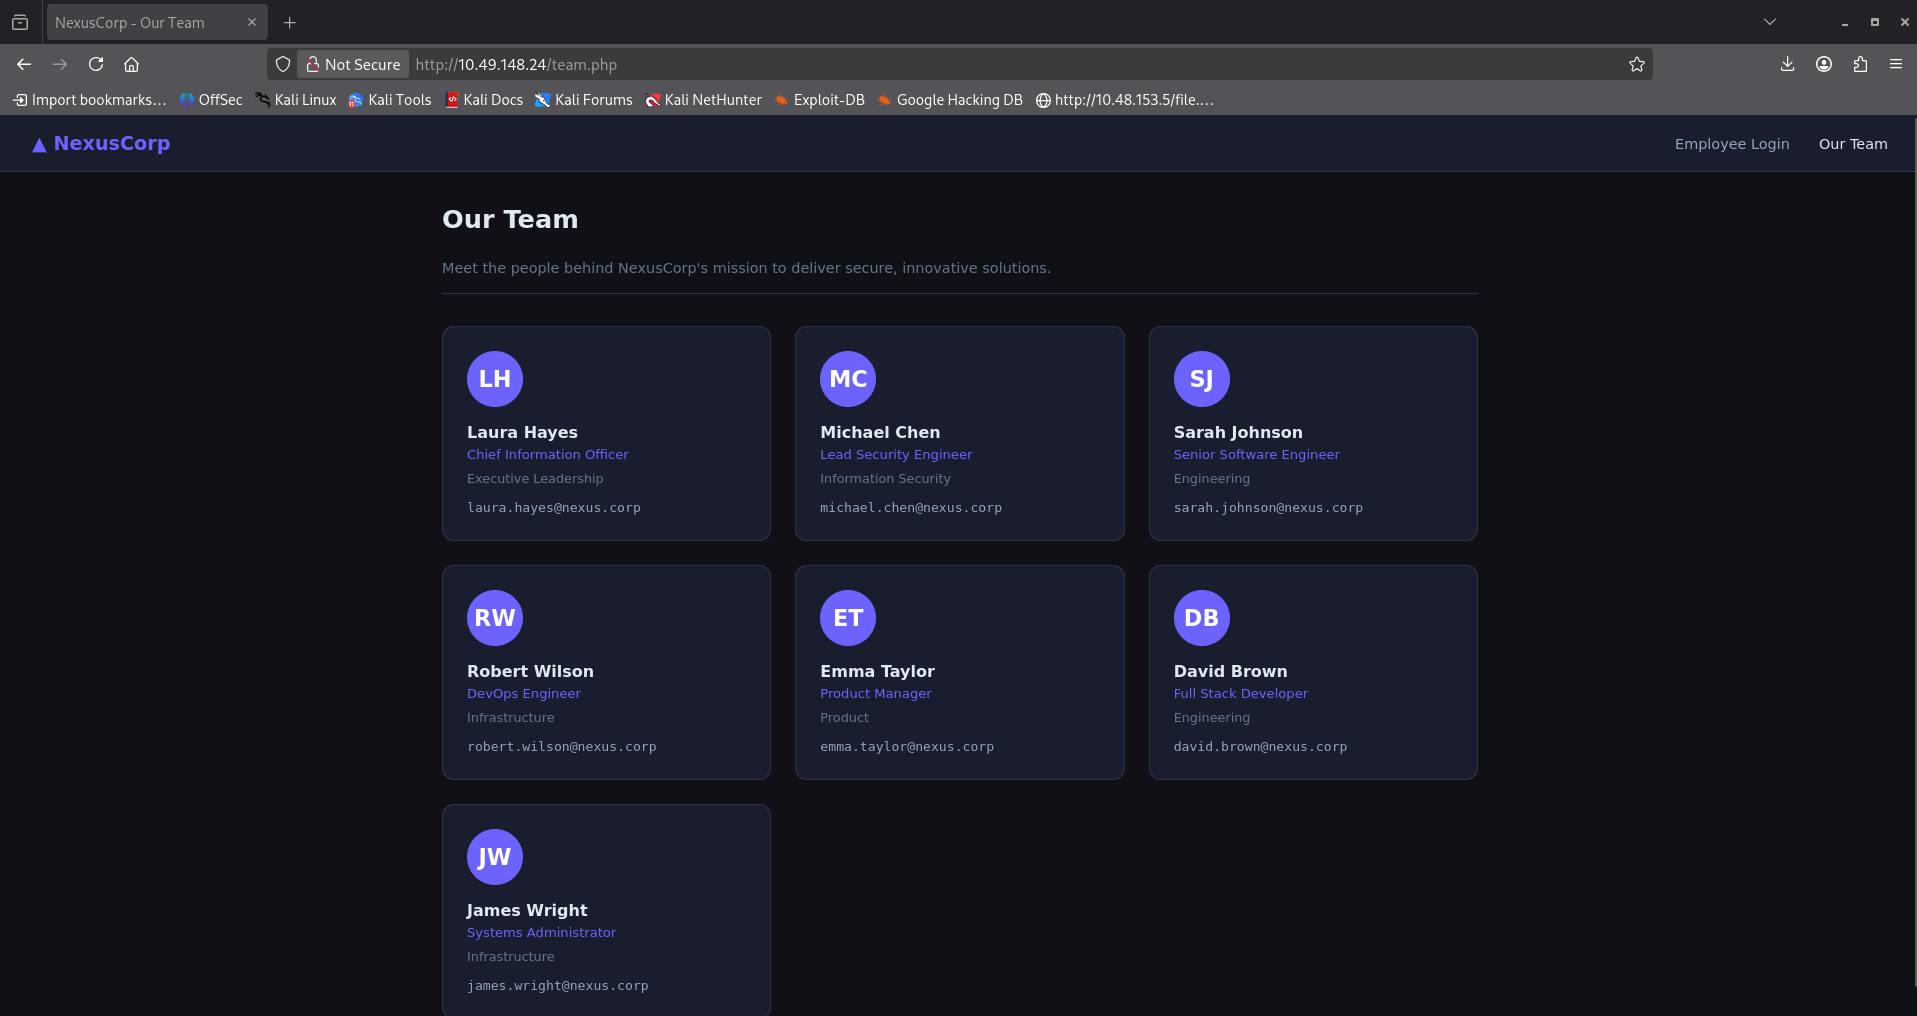 NexusCorp - Our Team
Not Secure http://10.49.148.24/team.php
Import bookmarks... OffSec Kali Linux Kali Tools Kali Docs Kali Forums Kali NetHunter Exploit-DB Google Hacking DB http://10.48.153.5/file....
NexusCorp Employee Login Our Team
Our Team
Meet the people behind NexusCorp's mission to deliver secure, innovative solutions.
LH
Laura Hayes
Chief Information Officer
Executive Leadership
laura.hayes@nexus.corp
MC
Michael Chen
Lead Security Engineer
Information Security
michael.chen@nexus.corp
SJ
Sarah Johnson
Senior Software Engineer
Engineering
sarah.johnson@nexus.corp
RW
Robert Wilson
DevOps Engineer
Infrastructure
robert.wilson@nexus.corp
ET
Emma Taylor
Product Manager
Product
emma.taylor@nexus.corp
DB
David Brown
Full Stack Developer
Engineering
david.brown@nexus.corp
JW
James Wright
Systems Administrator
Infrastructure
james.wright@nexus.corp